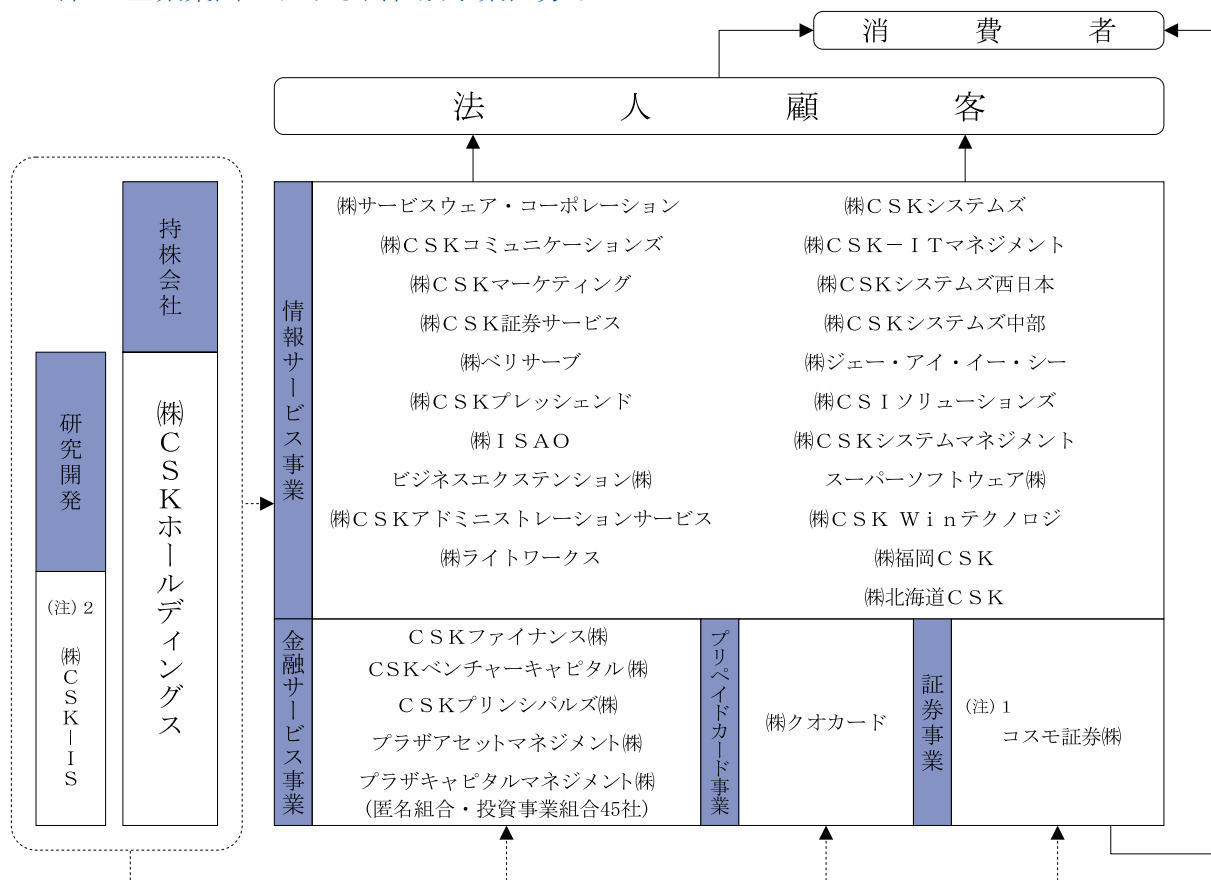 消費者
法人顧客
持株会社
㈱CSKホールディングス
研究開発
(注)2
㈱CSK-IS
情報サービス事業
㈱サービスウェア・コーポレーション
㈱CSKコミュニケーションズ
㈱CSKマーケティング
㈱CSK証券サービス
㈱ベリサーブ
㈱CSKプレッシェンド
㈱ISAO
ビジネスエクステンション㈱
㈱CSKアドミニストレーションサービス
㈱ライトワークス
㈱CSKシステムズ
㈱CSK-ITマネジメント
㈱CSKシステムズ西日本
㈱CSKシステムズ中部
㈱ジェー・アイ・イー・シー
㈱CSIソリューションズ
㈱CSKシステムマネジメント
スーパーソフトウェア㈱
㈱CSK Winテクノロジ
㈱福岡CSK
㈱北海道CSK
金融サービス事業
CSKファイナンス㈱
CSKベンチャーキャピタル㈱
CSKプリンシパルズ㈱
プラザアセットマネジメント㈱
プラザキャピタルマネジメント㈱
(匿名組合・投資事業組合45社)
プリペイドカード事業
㈱クオカード
証券事業
(注)1
コスモ証券㈱